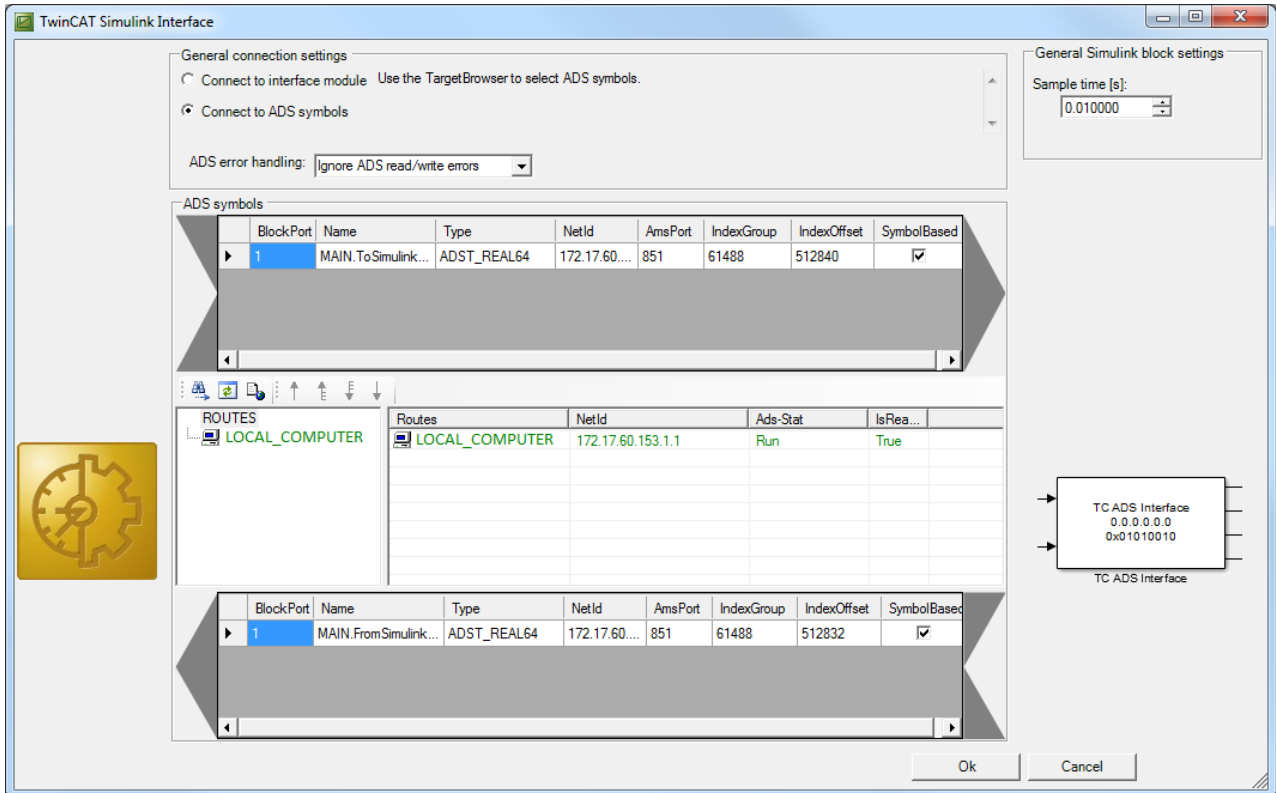 TwinCAT Simulink Interface
General connection settings
Connect to interface module
Use the TargetBrowser to select ADS symbols.
Connect to ADS symbols
ADS error handling: Ignore ADS read/write errors
General Simulink block settings
Sample time [s]:
0.010000
ADS symbols
BlockPort Name Type NetId AmsPort IndexGroup IndexOffset SymbolBased
1 MAIN.ToSimulink... ADST_REAL64 172.17.60.... 851 61488 512840
ROUTES
LOCAL_COMPUTER
Routes NetId Ads-Stat IsRea...
LOCAL_COMPUTER 172.17.60.153.1.1 Run True
BlockPort Name Type NetId AmsPort IndexGroup IndexOffset SymbolBased
1 MAIN.FromSimulink... ADST_REAL64 172.17.60.... 851 61488 512832
TC ADS Interface
0.0.0.0.0.0
0x01010010
TC ADS Interface
Ok Cancel